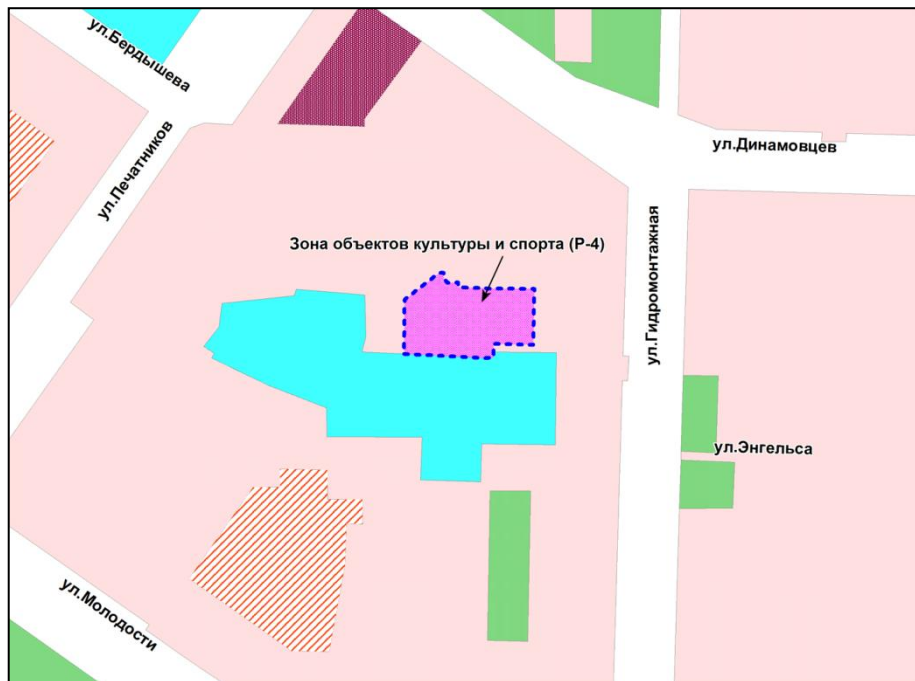 ул.Бердышева
ул.Печатников
ул.Динамовцев
Зона объектов культуры и спорта (Р-4)
ул.Гидромонтажная
ул.Энгельса
ул.Молодости